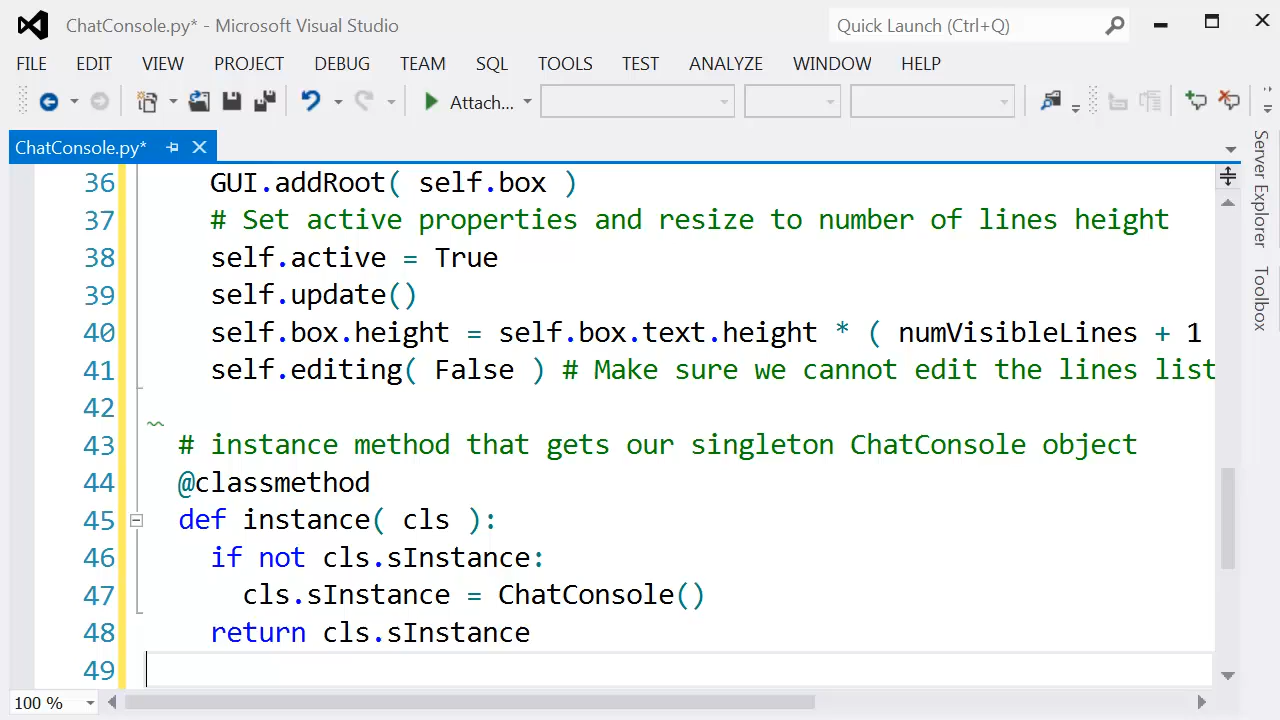 ChatConsole.py* - Microsoft Visual Studio
Quick Launch (Ctrl+Q)
FILE EDIT VIEW PROJECT DEBUG TEAM SQL TOOLS TEST ANALYZE WINDOW HELP
Attach...
ChatConsole.py*
36 GUI.addRoot( self.box )
37 # Set active properties and resize to number of lines height
38 self.active = True
39 self.update()
40 self.box.height = self.box.text.height * ( numVisibleLines + 1
41 self.editing( False ) # Make sure we cannot edit the lines list
42
43 # instance method that gets our singleton ChatConsole object
44 @classmethod
45 def instance( cls ):
46 if not cls.sInstance:
47 cls.sInstance = ChatConsole()
48 return cls.sInstance
49
100 %
Server Explorer
Toolbox